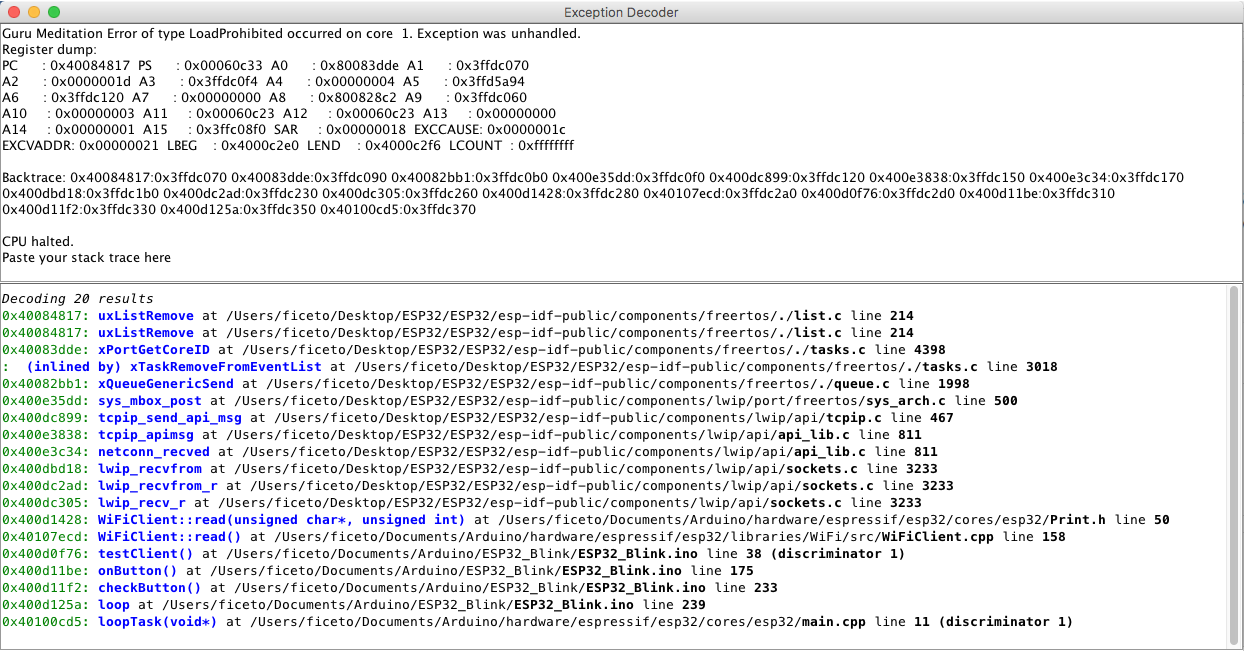 Exception Decoder
Guru Meditation Error of type LoadProhibited occurred on core  1. Exception was unhandled.
Register dump:
PC      : 0x40084817  PS      : 0x00060c33  A0      : 0x80083dde  A1      : 0x3ffdc070
A2      : 0x0000001d  A3      : 0x3ffdc0f4  A4      : 0x00000004  A5      : 0x3ffd5a94
A6      : 0x3ffdc120  A7      : 0x00000000  A8      : 0x800828c2  A9      : 0x3ffdc060
A10     : 0x00000003  A11     : 0x00060c23  A12     : 0x00060c23  A13     : 0x00000000
A14     : 0x00000001  A15     : 0x3ffc08f0  SAR     : 0x00000018  EXCCAUSE: 0x0000001c
EXCVADDR: 0x00000021  LBEG    : 0x4000c2e0  LEND    : 0x4000c2f6  LCOUNT  : 0xffffffff
Backtrace: 0x40084817:0x3ffdc070 0x40083dde:0x3ffdc090 0x40082bb1:0x3ffdc0b0 0x400e35dd:0x3ffdc0f0 0x400dc899:0x3ffdc120 0x400e3838:0x3ffdc150 0x400e3c34:0x3ffdc170
0x400dbd18:0x3ffdc1b0 0x400dc2ad:0x3ffdc230 0x400dc305:0x3ffdc260 0x400d1428:0x3ffdc280 0x40107ecd:0x3ffdc2a0 0x400d0f76:0x3ffdc2d0 0x400d11be:0x3ffdc310
0x400d11f2:0x3ffdc330 0x400d125a:0x3ffdc350 0x40100cd5:0x3ffdc370
CPU halted.
Paste your stack trace here
Decoding 20 results
0x40084817: uxListRemove at /Users/ficeto/Desktop/ESP32/ESP32/esp-idf-public/components/freertos/./list.c line 214
0x40084817: uxListRemove at /Users/ficeto/Desktop/ESP32/ESP32/esp-idf-public/components/freertos/./list.c line 214
0x40083dde: xPortGetCoreID at /Users/ficeto/Desktop/ESP32/ESP32/esp-idf-public/components/freertos/./tasks.c line 4398
:  (inlined by) xTaskRemoveFromEventList at /Users/ficeto/Desktop/ESP32/ESP32/esp-idf-public/components/freertos/./tasks.c line 3018
0x40082bb1: xQueueGenericSend at /Users/ficeto/Desktop/ESP32/ESP32/esp-idf-public/components/freertos/./queue.c line 1998
0x400e35dd: sys_mbox_post at /Users/ficeto/Desktop/ESP32/ESP32/esp-idf-public/components/lwip/port/freertos/sys_arch.c line 500
0x400dc899: tcpip_send_api_msg at /Users/ficeto/Desktop/ESP32/ESP32/esp-idf-public/components/lwip/api/tcpip.c line 467
0x400e3838: tcpip_apimsg at /Users/ficeto/Desktop/ESP32/ESP32/esp-idf-public/components/lwip/api/api_lib.c line 811
0x400e3c34: netconn_recved at /Users/ficeto/Desktop/ESP32/ESP32/esp-idf-public/components/lwip/api/api_lib.c line 811
0x400dbd18: lwip_recvfrom at /Users/ficeto/Desktop/ESP32/ESP32/esp-idf-public/components/lwip/api/sockets.c line 3233
0x400dc2ad: lwip_recvfrom_r at /Users/ficeto/Desktop/ESP32/ESP32/esp-idf-public/components/lwip/api/sockets.c line 3233
0x400dc305: lwip_recv_r at /Users/ficeto/Desktop/ESP32/ESP32/esp-idf-public/components/lwip/api/sockets.c line 3233
0x400d1428: WiFiClient::read(unsigned char*, unsigned int) at /Users/ficeto/Documents/Arduino/hardware/espressif/esp32/cores/esp32/Print.h line 50
0x40107ecd: WiFiClient::read() at /Users/ficeto/Documents/Arduino/hardware/espressif/esp32/libraries/WiFi/src/WiFiClient.cpp line 158
0x400d0f76: testClient() at /Users/ficeto/Documents/Arduino/ESP32_Blink/ESP32_Blink.ino line 38 (discriminator 1)
0x400d11be: onButton() at /Users/ficeto/Documents/Arduino/ESP32_Blink/ESP32_Blink.ino line 175
0x400d11f2: checkButton() at /Users/ficeto/Documents/Arduino/ESP32_Blink/ESP32_Blink.ino line 233
0x400d125a: loop at /Users/ficeto/Documents/Arduino/ESP32_Blink/ESP32_Blink.ino line 239
0x40100cd5: loopTask(void*) at /Users/ficeto/Documents/Arduino/hardware/espressif/esp32/cores/esp32/main.cpp line 11 (discriminator 1)